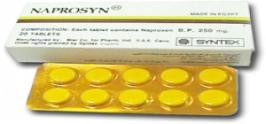 NAPROSYN
MADE IN EGYPT
COMPOSITION: Each tablet contains Naproxen B.P. 250 mg.
20 TABLETS
SYNTEX